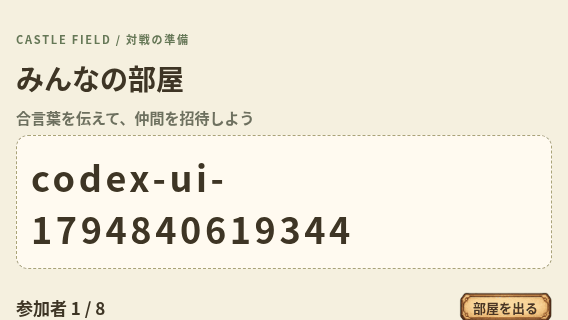 CASTLE FIELD / 対戦の準備
みんなの部屋
合言葉を伝えて、仲間を招待しよう
codex-ui-
1794840619344
参加者 1 / 8
部屋を出る